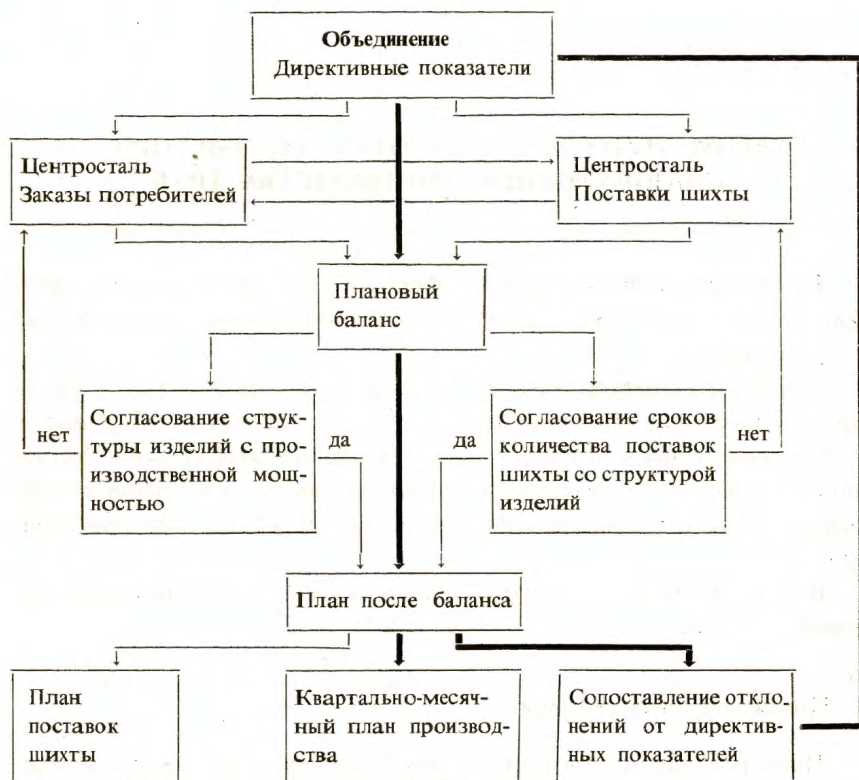 Объединение
Директивные показатели
Центросталь
Заказы потребителей
Центросталь
Поставки шихты
Плановый
баланс
нет
Согласование струк-
туры изделий с про-
изводственной мощ-
ностью
да
да
Согласование сроков
количества поставок
шихты со структурой
изделий
нет
План после баланса
План
поставок
шихты
Квартально-месяч-
ный план производ-
ства
Сопоставление откло-
нений от директив-
ных показателей